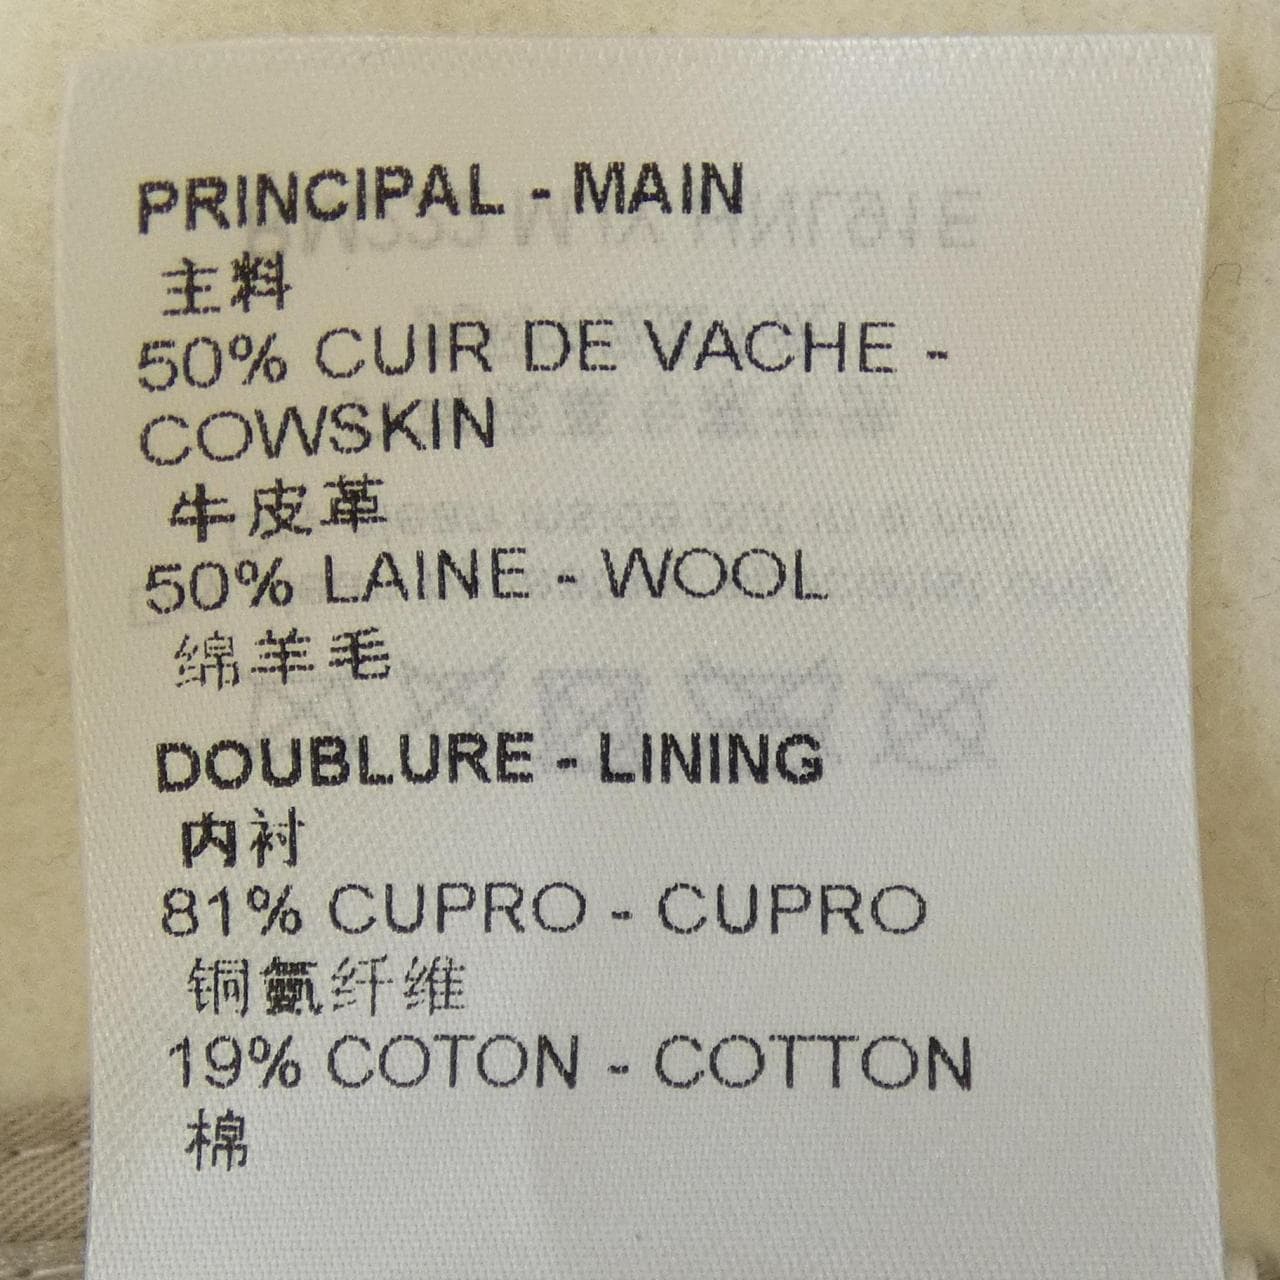 PRINCIPAL - MAIN
主料
50% CUIR DE VACHE -
COWSKIN
牛皮革
50% LAINE - WOOL
绵羊毛
DOUBLURE - LINING
内衬
81% CUPRO - CUPRO
铜氨纤维
19% COTON - COTTON
棉